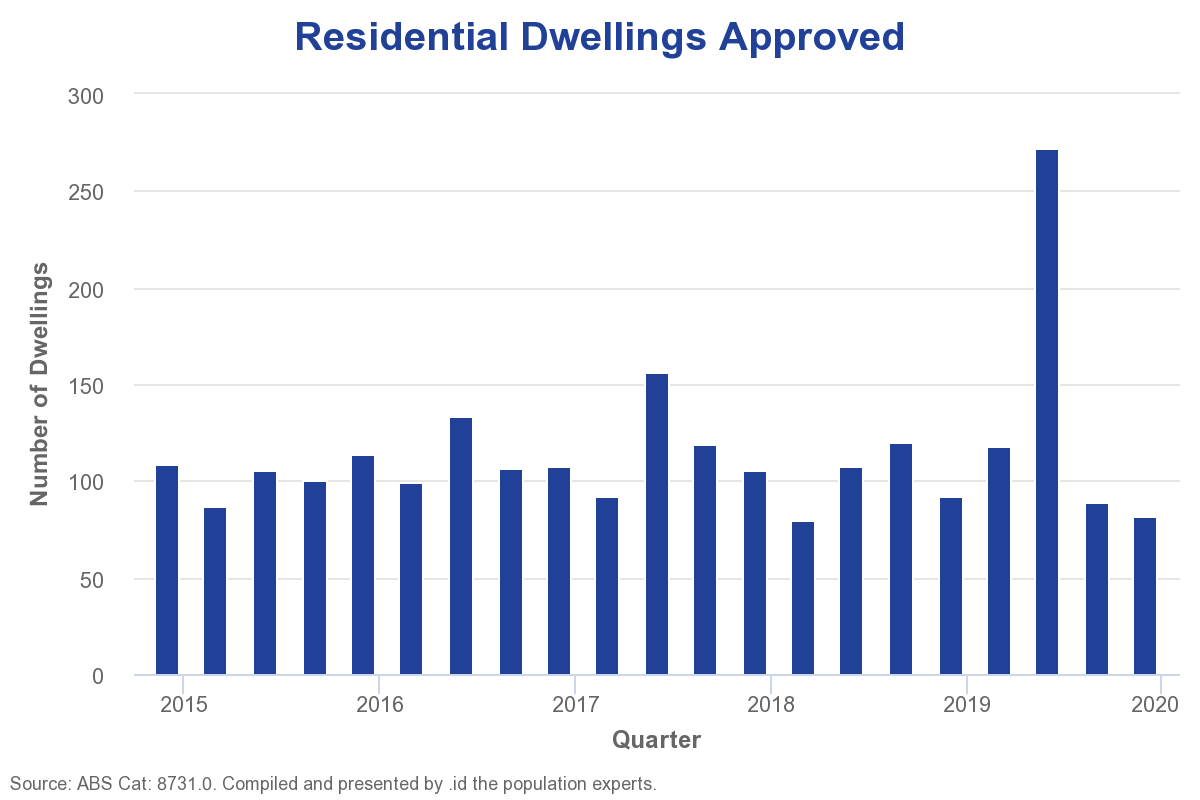 Residential Dwellings Approved
300
250
200
150
100
50
0
Number of Dwellings
2015 2016 2017 2018 2019 2020
Quarter
Source: ABS Cat: 8731.0. Compiled and presented by .id the population experts.